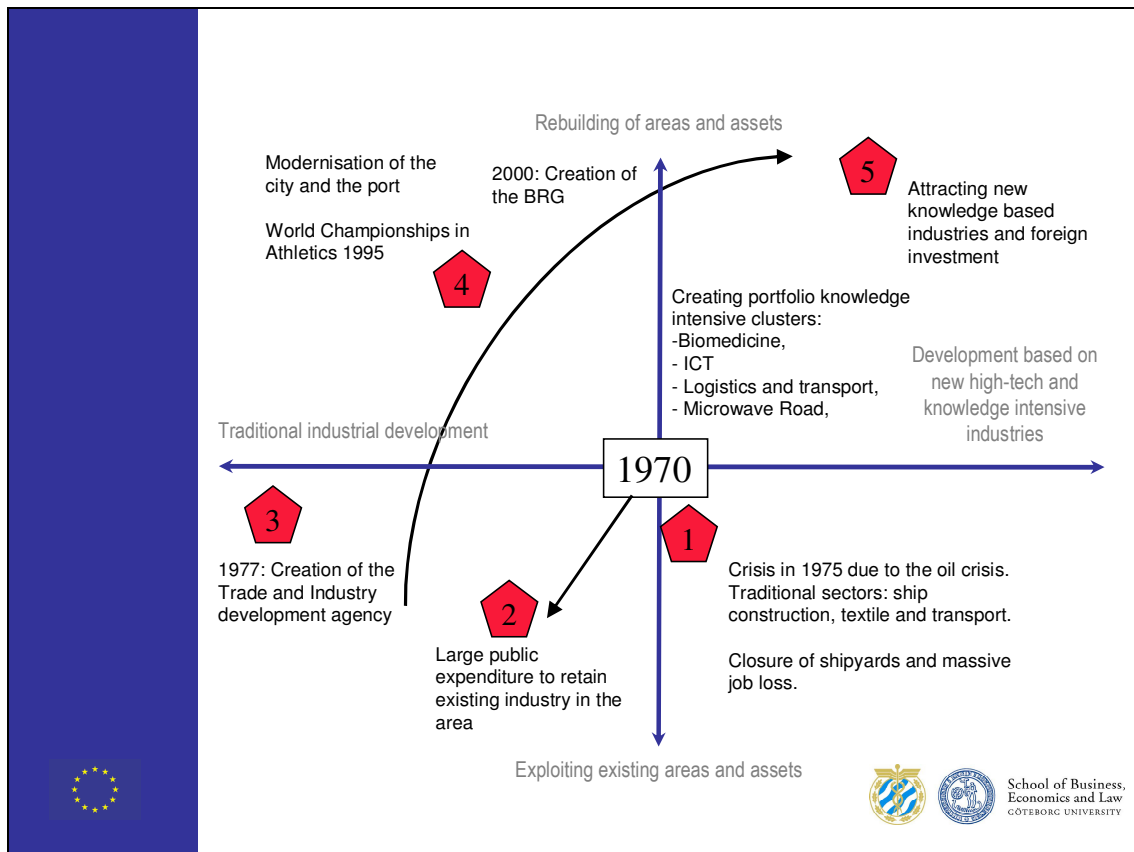 Rebuilding of areas and assets
Modernisation of the
city and the port
World Championships in
Athletics 1995
4
2000: Creation of
the BRG
5
Attracting new
knowledge based
industries and foreign
investment
Creating portfolio knowledge
intensive clusters:
-Biomedicine,
- ICT
- Logistics and transport,
- Microwave Road,
Development based on
new high-tech and
knowledge intensive
industries
Traditional industrial development
1970
3
1977: Creation of the
Trade and Industry
development agency
2
Large public
expenditure to retain
existing industry in the
area
1
Crisis in 1975 due to the oil crisis.
Traditional sectors: ship
construction, textile and transport.
Closure of shipyards and massive
job loss.
Exploiting existing areas and assets
School of Business,
Economics and Law
GÖTEBORG UNIVERSITY